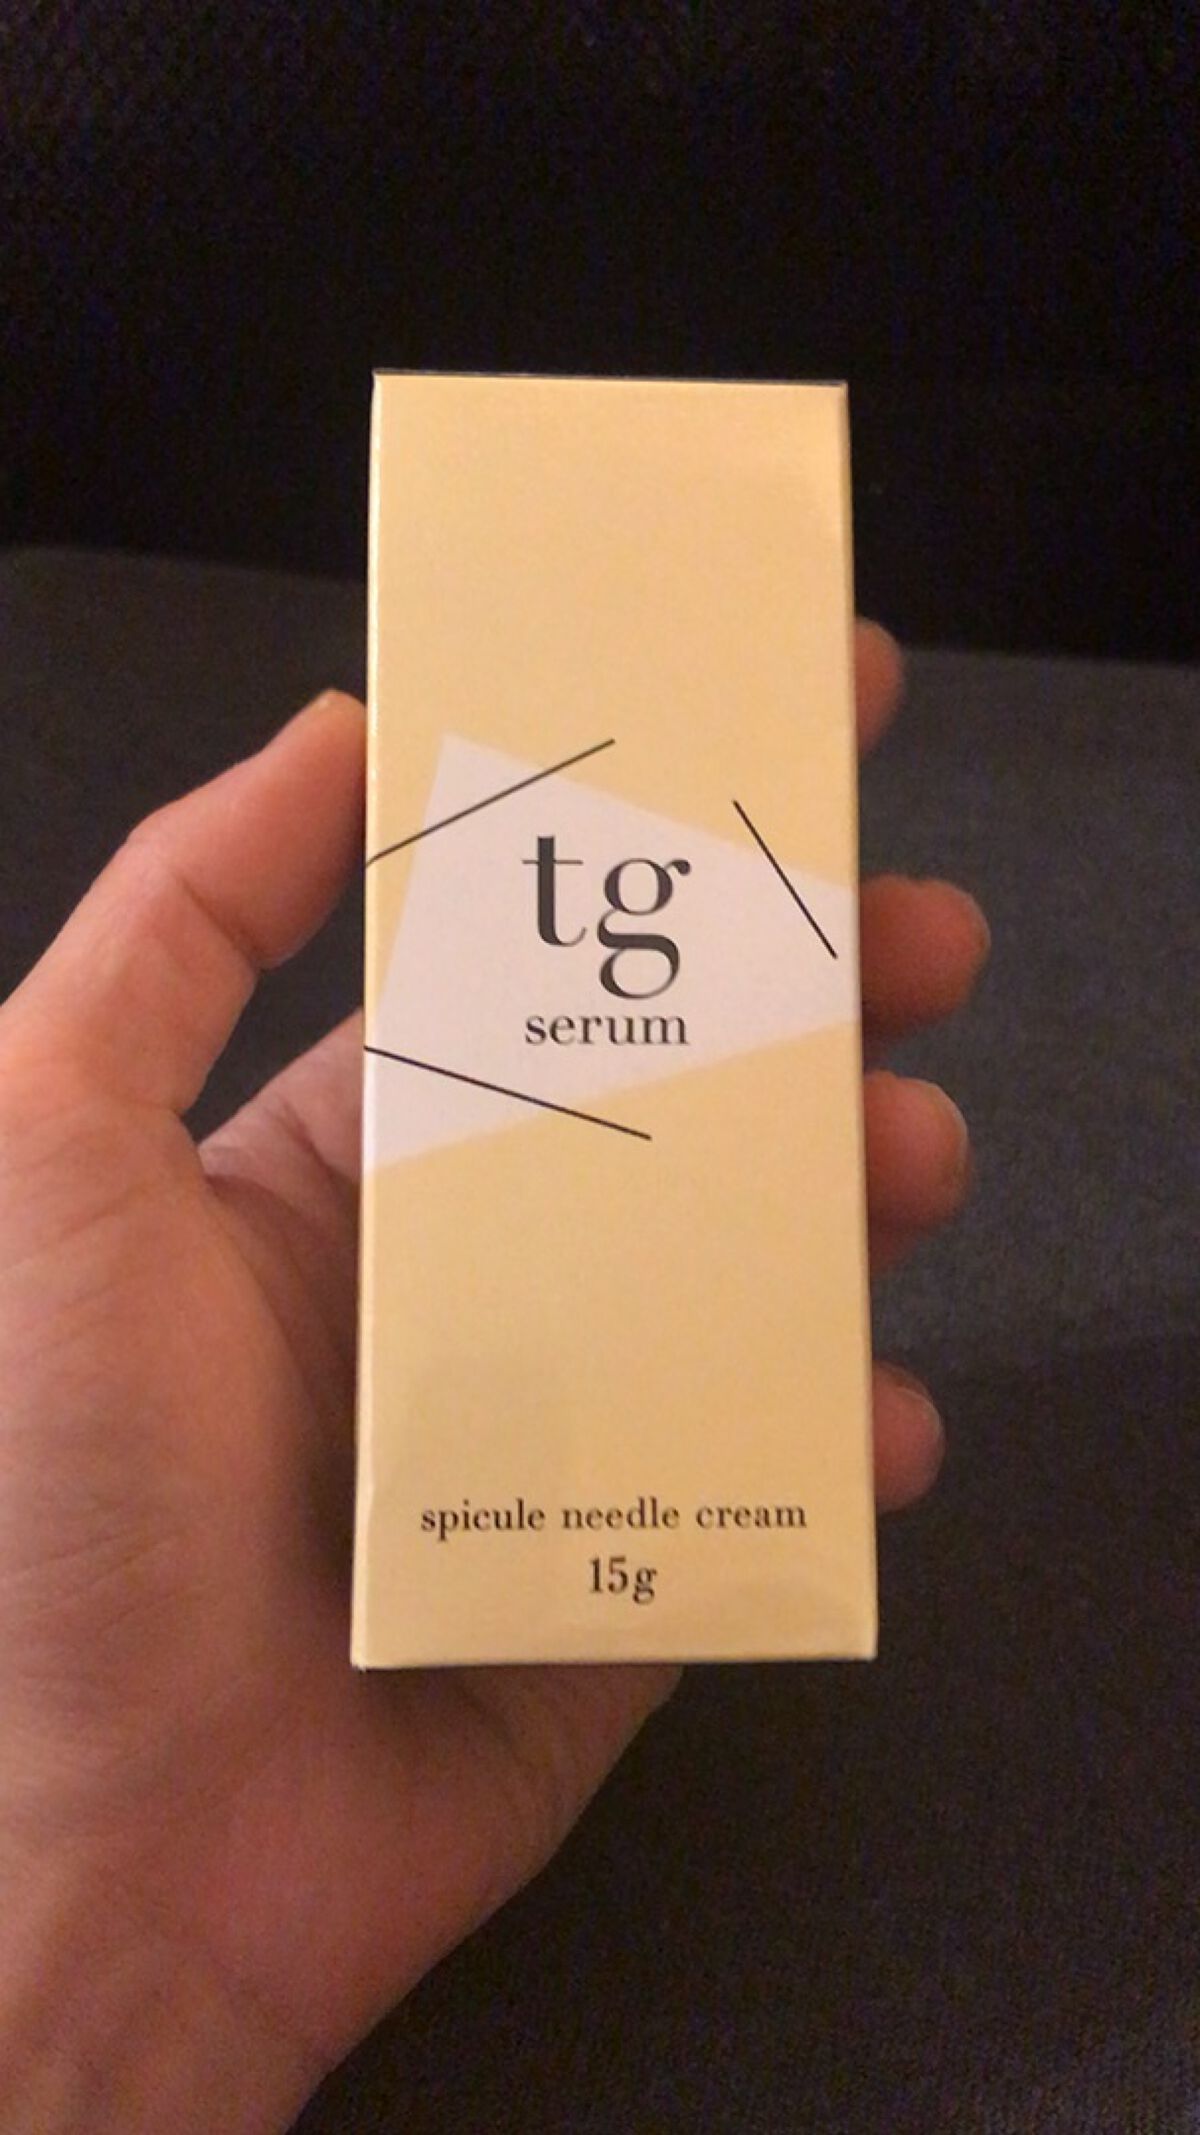 tg
serum
spicule needle cream
15g